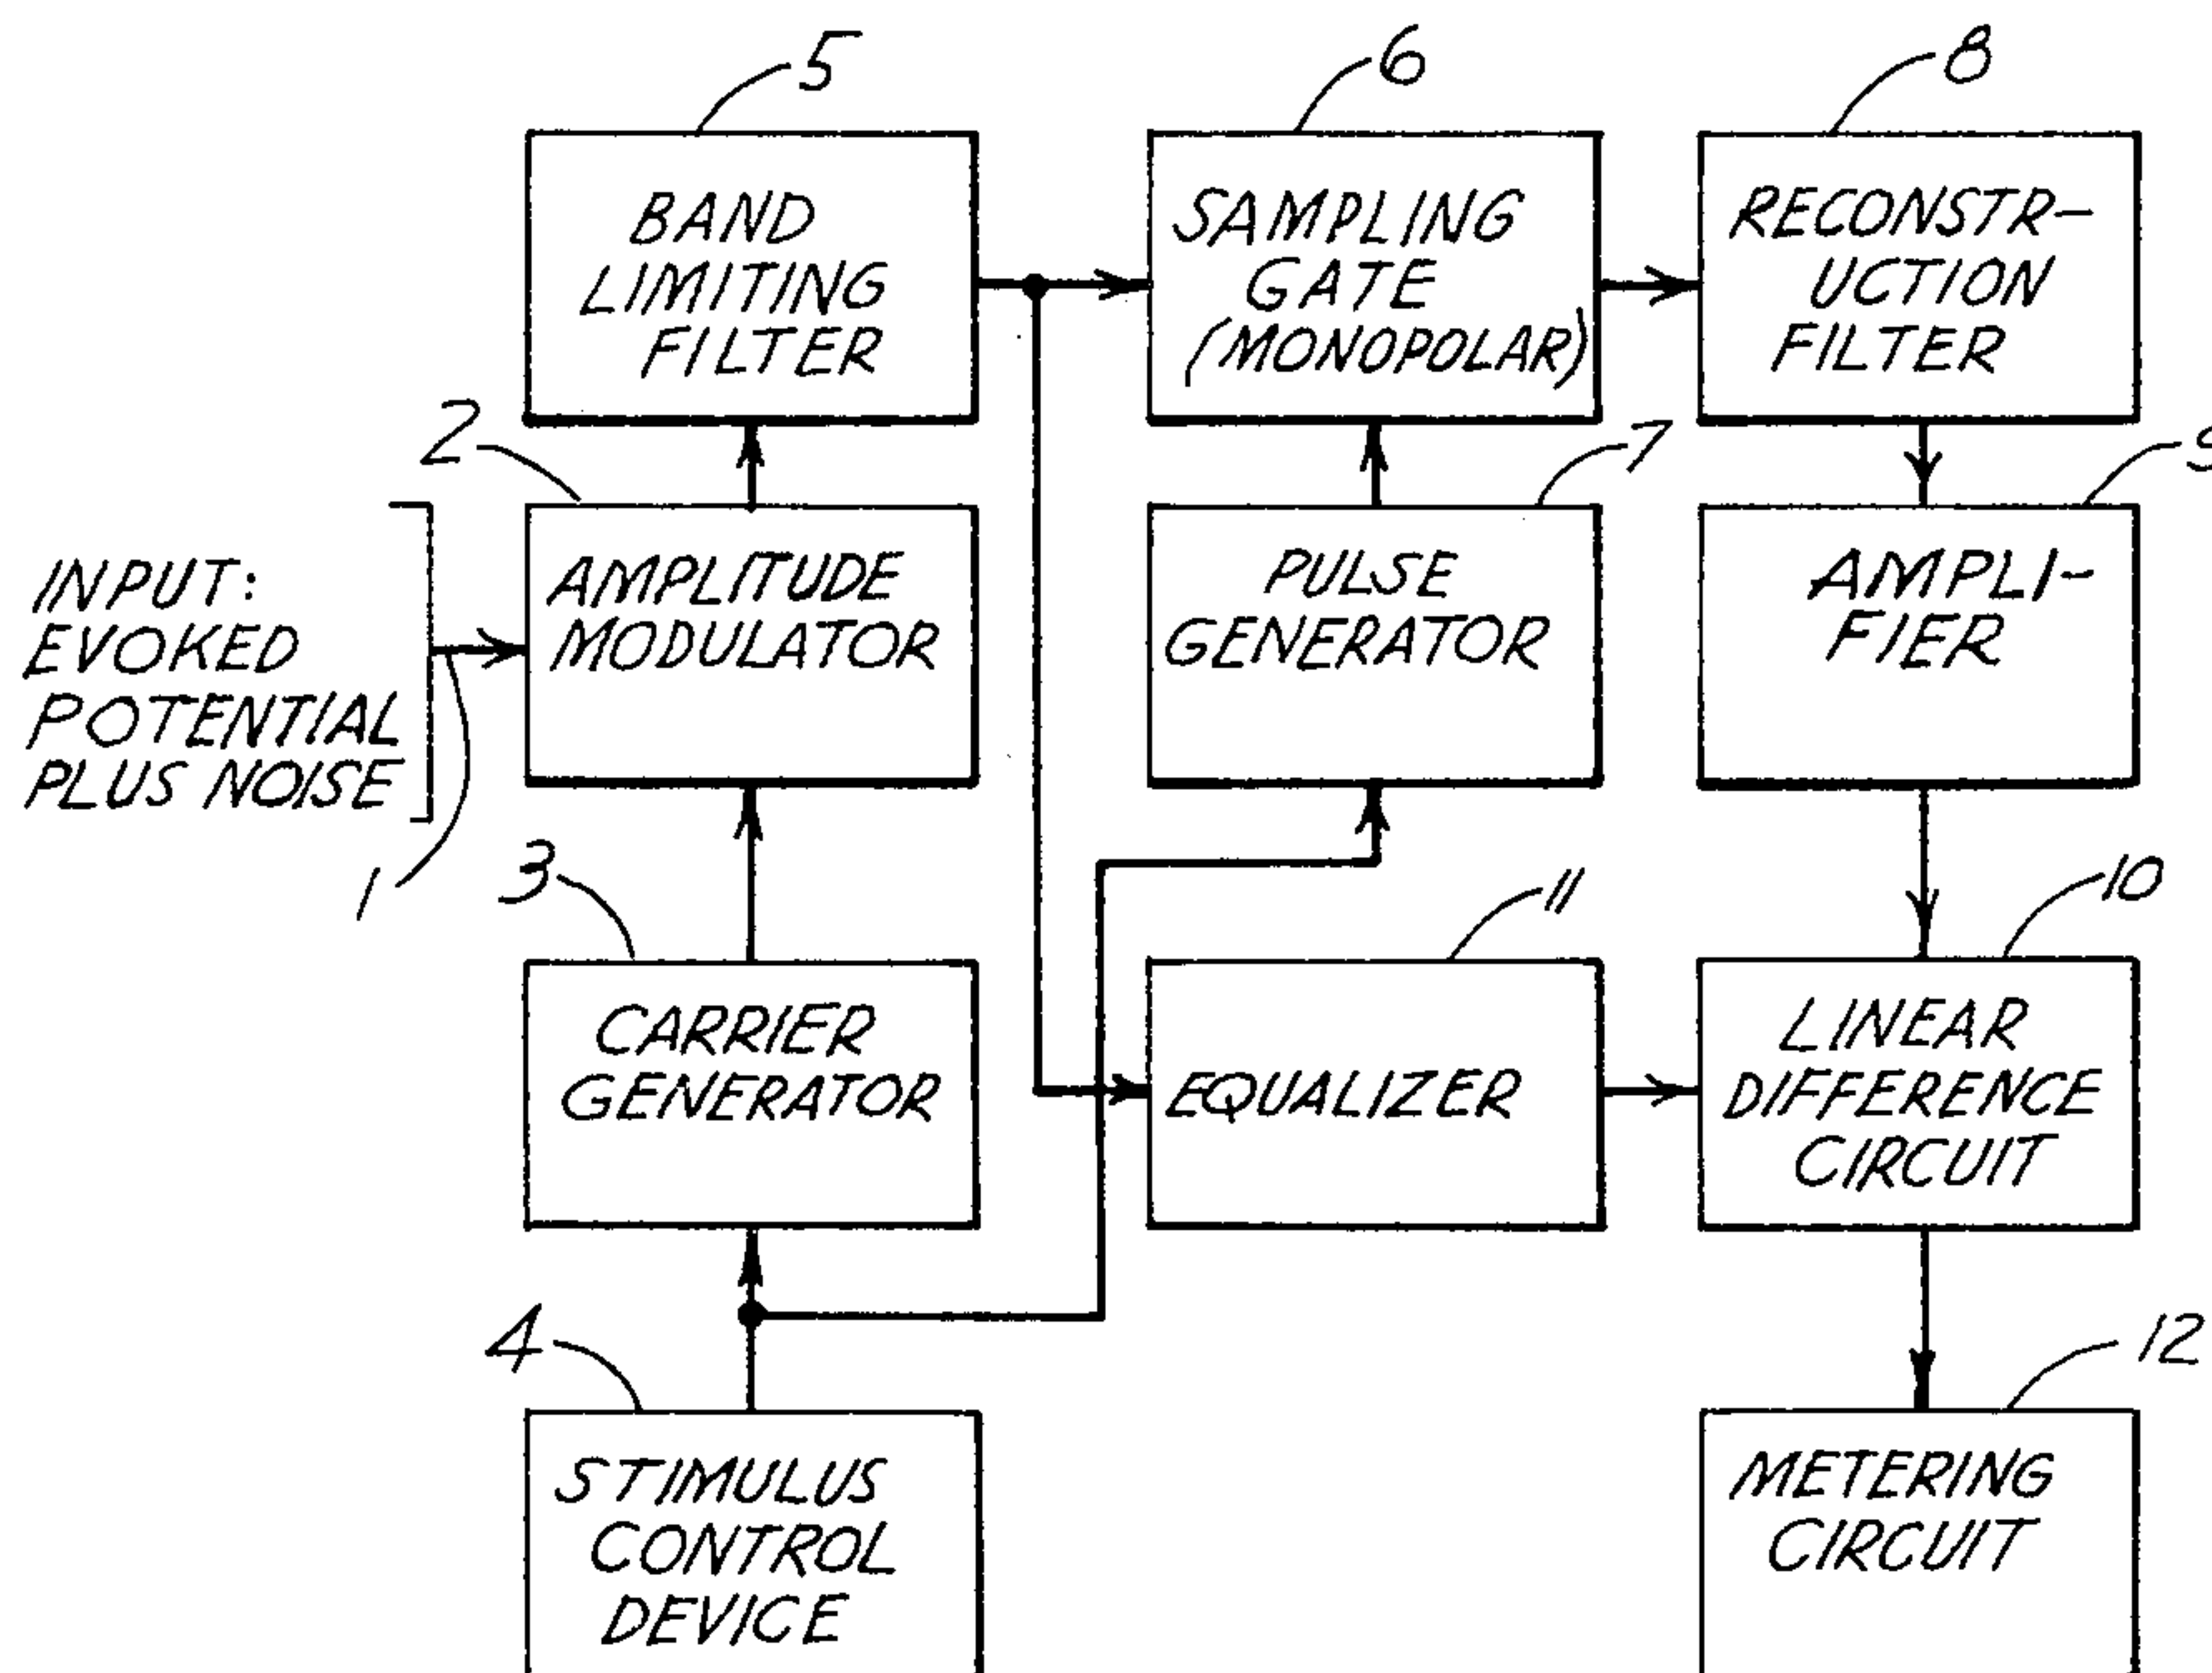 5
BAND
LIMITING
FILTER
6
SAMPLING
GATE
(MONOPOLAR)
8
RECONSTR-
UCTION
FILTER
2
AMPLITUDE
MODULATOR
INPUT:
EVOKED
POTENTIAL
PLUS NOISE
1
7
PULSE
GENERATOR
9
AMPLI-
FIER
3
CARRIER
GENERATOR
11
EQUALIZER
10
LINEAR
DIFFERENCE
CIRCUIT
4
STIMULUS
CONTROL
DEVICE
12
METERING
CIRCUIT